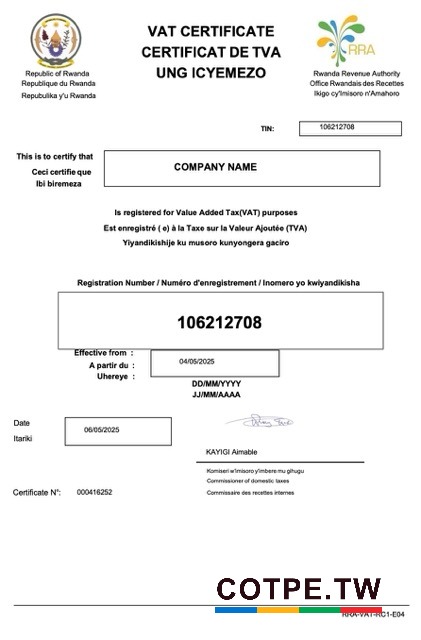 VAT CERTIFICATE
CERTIFICAT DE TVA
UNG ICYEMEZO
Republic of Rwanda
Republique du Rwanda
Repubulika y'u Rwanda
RRA
Rwanda Revenue Authority
Office Rwandais des Recettes
Ikigo cy'Imisoro n'Amahoro
TIN: 106212708
This is to certify that
Ceci certifie que
Ibi biremeza
COMPANY NAME
Is registered for Value Added Tax(VAT) purposes
Est enregistré ( e) à la Taxe sur la Valeur Ajoutée (TVA)
Yiyandikishije ku musoro kunyongera gaciro
Registration Number / Numéro d'enregistrement / Inomero yo kwiyandikisha
106212708
Effective from :
A partir du :
Uhereye :
04/05/2025
DD/MM/YYYY
JJ/MM/AAAA
Date
Itariki
06/05/2025
KAYIGI Aimable
Komiseri w'imisoro y'imbere mu gihugu
Commissioner of domestic taxes
Commissaire des recettes internes
Certificate N°: 000416252
COTPE.TW
RRA-VAT-RC1-E04